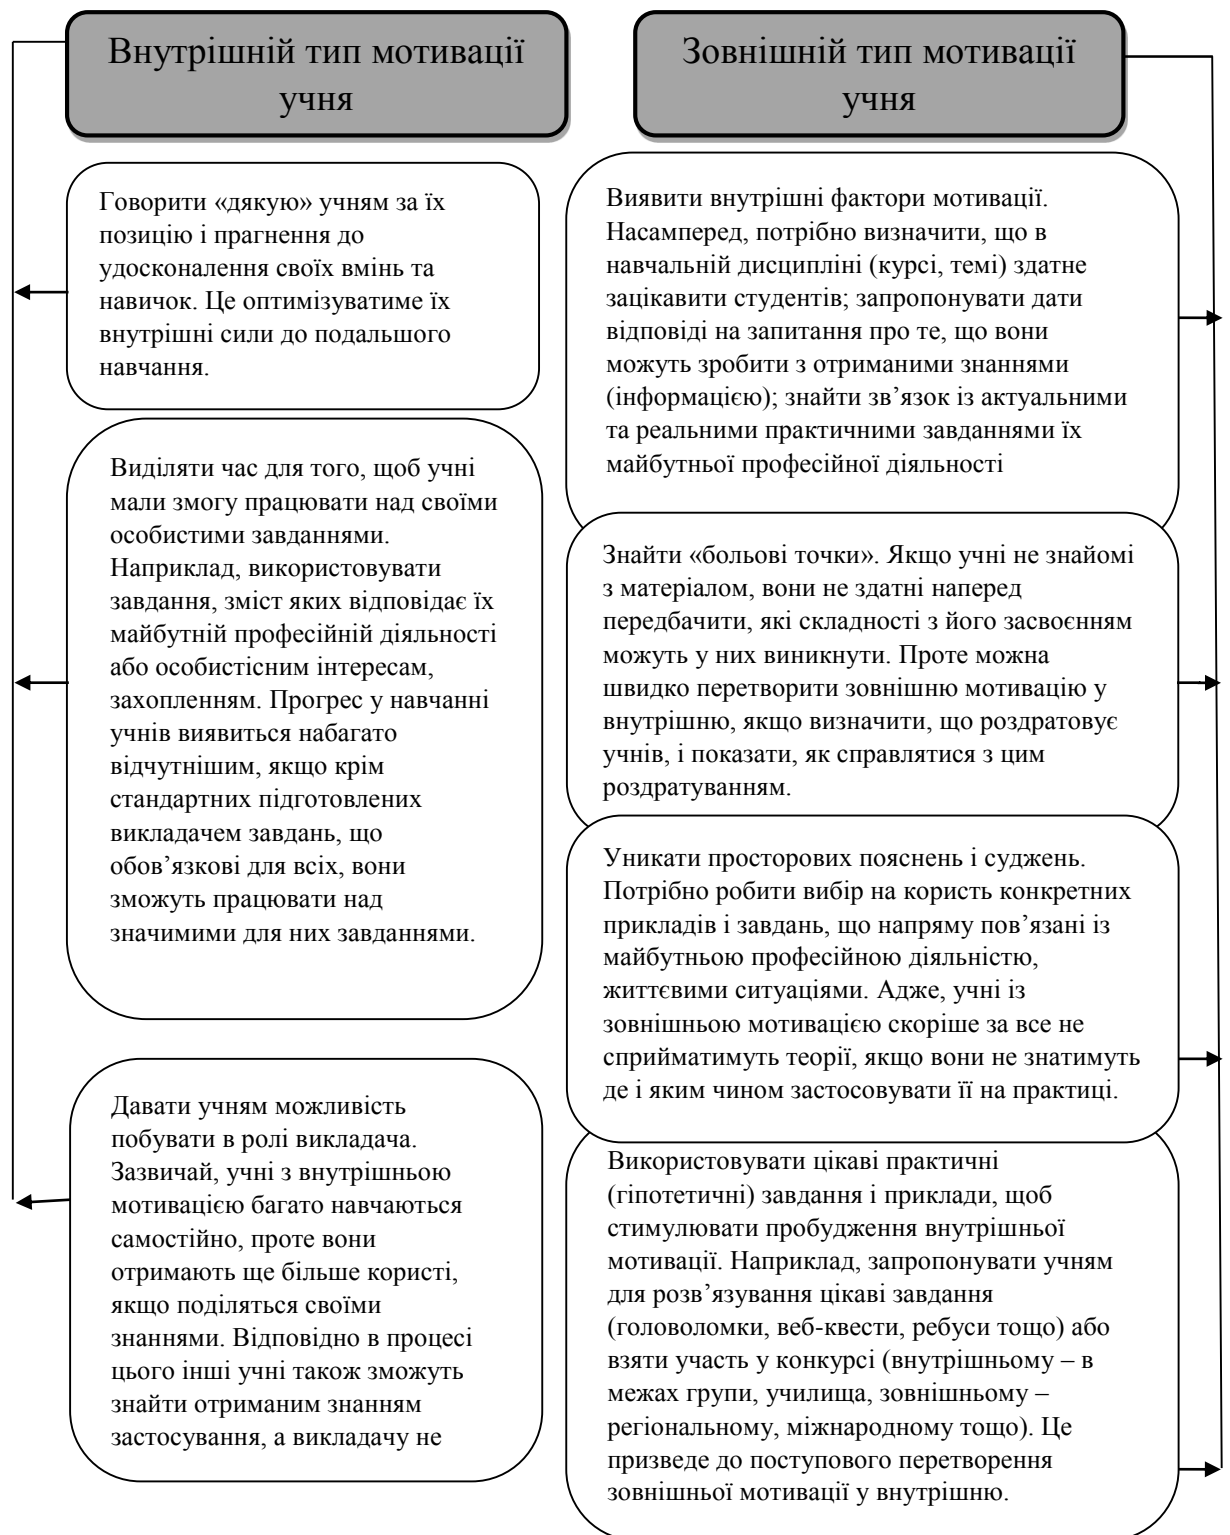 Внутрішній тип мотивації
учня
Говорити «дякую» учням за їх
позицію і прагнення до
удосконалення своїх вмінь та
навичок. Це оптимізуватиме їх
внутрішні сили до подальшого
навчання.
Виділяти час для того, щоб учні
мали змогу працювати над своїми
особистими завданнями.
Наприклад, використовувати
завдання, зміст яких відповідає їх
майбутній професійній діяльності
або особистісним інтересам,
захопленням. Прогрес у навчанні
учнів виявиться набагато
відчутнішим, якщо крім
стандартних підготовлених
викладачем завдань, що
обов’язкові для всіх, вони
зможуть працювати над
значимими для них завданнями.
Давати учням можливість
побувати в ролі викладача.
Зазвичай, учні з внутрішньою
мотивацією багато навчаються
самостійно, проте вони
отримають ще більше користі,
якщо поділяться своїми
знаннями. Відповідно в процесі
цього інші учні також зможуть
знайти отриманим знанням
застосування, а викладачу не
Зовнішній тип мотивації
учня
Виявити внутрішні фактори мотивації.
Насамперед, потрібно визначити, що в
навчальній дисципліні (курсі, темі) здатне
зацікавити студентів; запропонувати дати
відповіді на запитання про те, що вони
можуть зробити з отриманими знаннями
(інформацією); знайти зв’язок із актуальними
та реальними практичними завданнями їх
майбутньої професійної діяльності
Знайти «больові точки». Якщо учні не знайомі
з матеріалом, вони не здатні наперед
передбачити, які складності з його засвоєнням
можуть у них виникнути. Проте можна
швидко перетворити зовнішню мотивацію у
внутрішню, якщо визначити, що роздратовує
учнів, і показати, як справлятися з цим
роздратуванням.
Уникати просторових пояснень і суджень.
Потрібно робити вибір на користь конкретних
прикладів і завдань, що напряму пов’язані із
майбутньою професійною діяльністю,
життєвими ситуаціями. Адже, учні із
зовнішньою мотивацією скоріше за все не
сприйматимуть теорії, якщо вони не знатимуть
де і яким чином застосовувати її на практиці.
Використовувати цікаві практичні
(гіпотетичні) завдання і приклади, щоб
стимулювати пробудження внутрішньої
мотивації. Наприклад, запропонувати учням
для розв’язування цікаві завдання
(головоломки, веб-квести, ребуси тощо) або
взяти участь у конкурсі (внутрішньому – в
межах групи, училища, зовнішньому –
регіональному, міжнародному тощо). Це
призведе до поступового перетворення
зовнішньої мотивації у внутрішню.